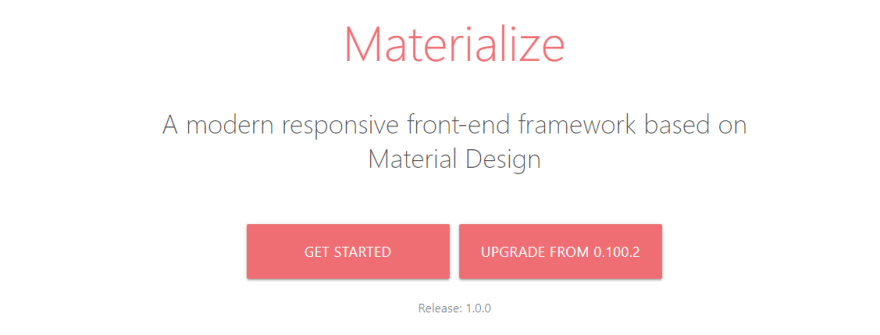 Materialize
A modern responsive front-end framework based on
Material Design
GET STARTED
UPGRADE FROM 0.100.2
Release: 1.0.0